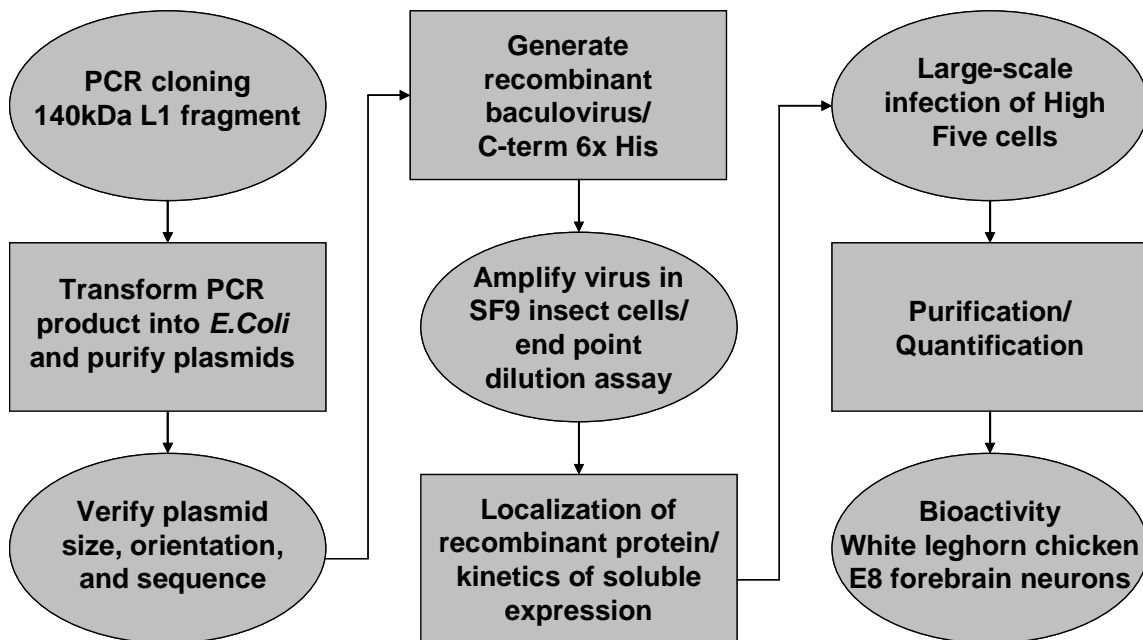 PCR cloning
140kDa L1 fragment
Transform PCR
product into E.Coli
and purify plasmids
Verify plasmid
size, orientation,
and sequence
Generate
recombinant
baculovirus/
C-term 6x His
Amplify virus in
SF9 insect cells/
end point
dilution assay
Localization of
recombinant protein/
kinetics of soluble
expression
Large-scale
infection of High
Five cells
Purification/
Quantification
Bioactivity
White leghorn chicken
E8 forebrain neurons